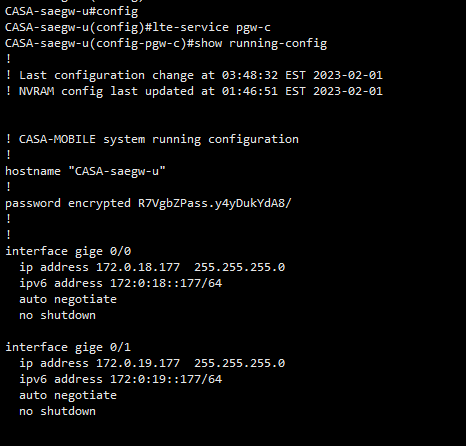 CASA-saegw-u#config
CASA-saegw-u(config)#lte-service pgw-c
CASA-saegw-u(config-pgw-c)#show running-config
!
! Last configuration change at 03:48:32 EST 2023-02-01
! NVRAM config last updated at 01:46:51 EST 2023-02-01
! CASA-MOBILE system running configuration
!
hostname "CASA-saegw-u"
!
password encrypted R7VgbZPass.y4yDukYdA8/
!
!
interface gige 0/0
  ip address 172.0.18.177  255.255.255.0
  ipv6 address 172:0:18::177/64
  auto negotiate
  no shutdown
interface gige 0/1
  ip address 172.0.19.177  255.255.255.0
  ipv6 address 172:0:19::177/64
  auto negotiate
  no shutdown